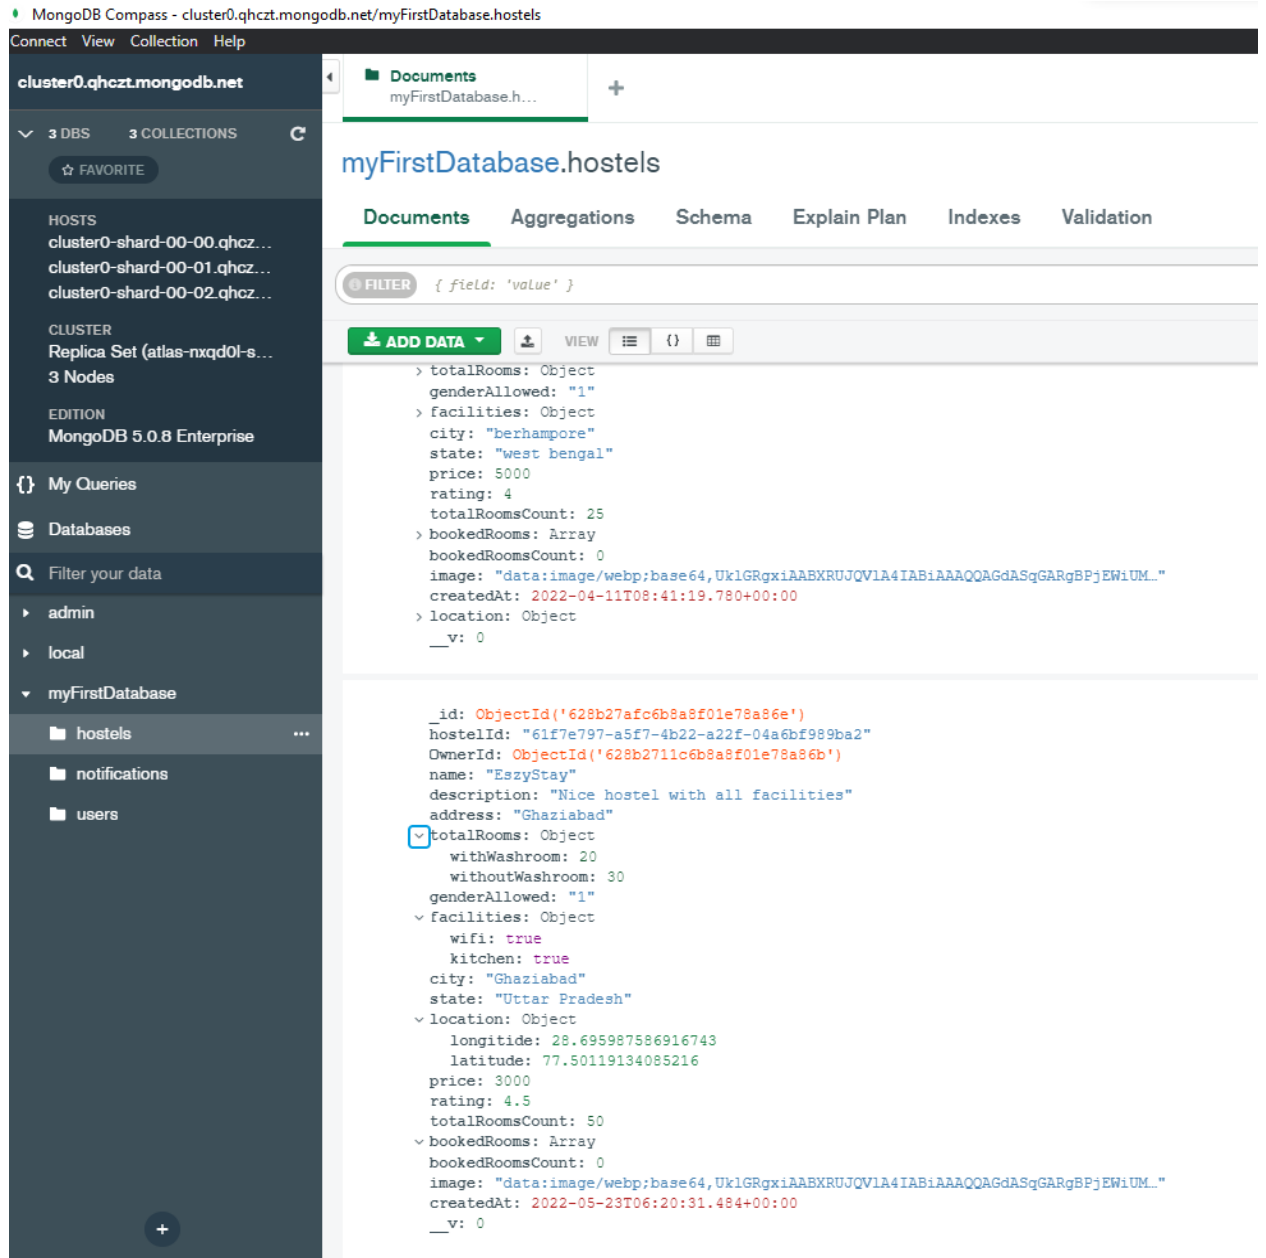 MongoDB Compass - cluster0.qhczt.mongodb.net/myFirstDatabase.hostels
Connect View Collection Help
cluster0.qhczt.mongodb.net
3 DBS 3 COLLECTIONS
FAVORITE
HOSTS
cluster0-shard-00-00.qhcz...
cluster0-shard-00-01.qhcz...
cluster0-shard-00-02.qhcz...
CLUSTER
Replica Set (atlas-nxqd0l-s...
3 Nodes
EDITION
MongoDB 5.0.8 Enterprise
{} My Queries
Databases
Filter your data
admin
local
myFirstDatabase
hostels ...
notifications
users
+
Documents
myFirstDatabase.h...
+
myFirstDatabase.hostels
Documents Aggregations Schema Explain Plan Indexes Validation
FILTER { field: 'value' }
ADD DATA VIEW {}
totalRooms: Object
genderAllowed: "1"
facilities: Object
city: "berhampore"
state: "west bengal"
price: 5000
rating: 4
totalRoomsCount: 25
bookedRooms: Array
bookedRoomsCount: 0
image: "data:image/webp;base64,UklGRgxiAABXRUJQVlA4IABiAAAQQAGdASqGARgBPjEWiUM…"
createdAt: 2022-04-11T08:41:19.780+00:00
location: Object
__v: 0
_id: ObjectId('628b27afc6b8a8f01e78a86e')
hostelId: "61f7e797-a5f7-4b22-a22f-04a6bf989ba2"
OwnerId: ObjectId('628b2711c6b8a8f01e78a86b')
name: "EszyStay"
description: "Nice hostel with all facilities"
address: "Ghaziabad"
totalRooms: Object
withWashroom: 20
withoutWashroom: 30
genderAllowed: "1"
facilities: Object
wifi: true
kitchen: true
city: "Ghaziabad"
state: "Uttar Pradesh"
location: Object
longitide: 28.695987586916743
latitude: 77.50119134085216
price: 3000
rating: 4.5
totalRoomsCount: 50
bookedRooms: Array
bookedRoomsCount: 0
image: "data:image/webp;base64,UklGRgxiAABXRUJQVlA4IABiAAAQQAGdASqGARgBPjEWiUM…"
createdAt: 2022-05-23T06:20:31.484+00:00
__v: 0